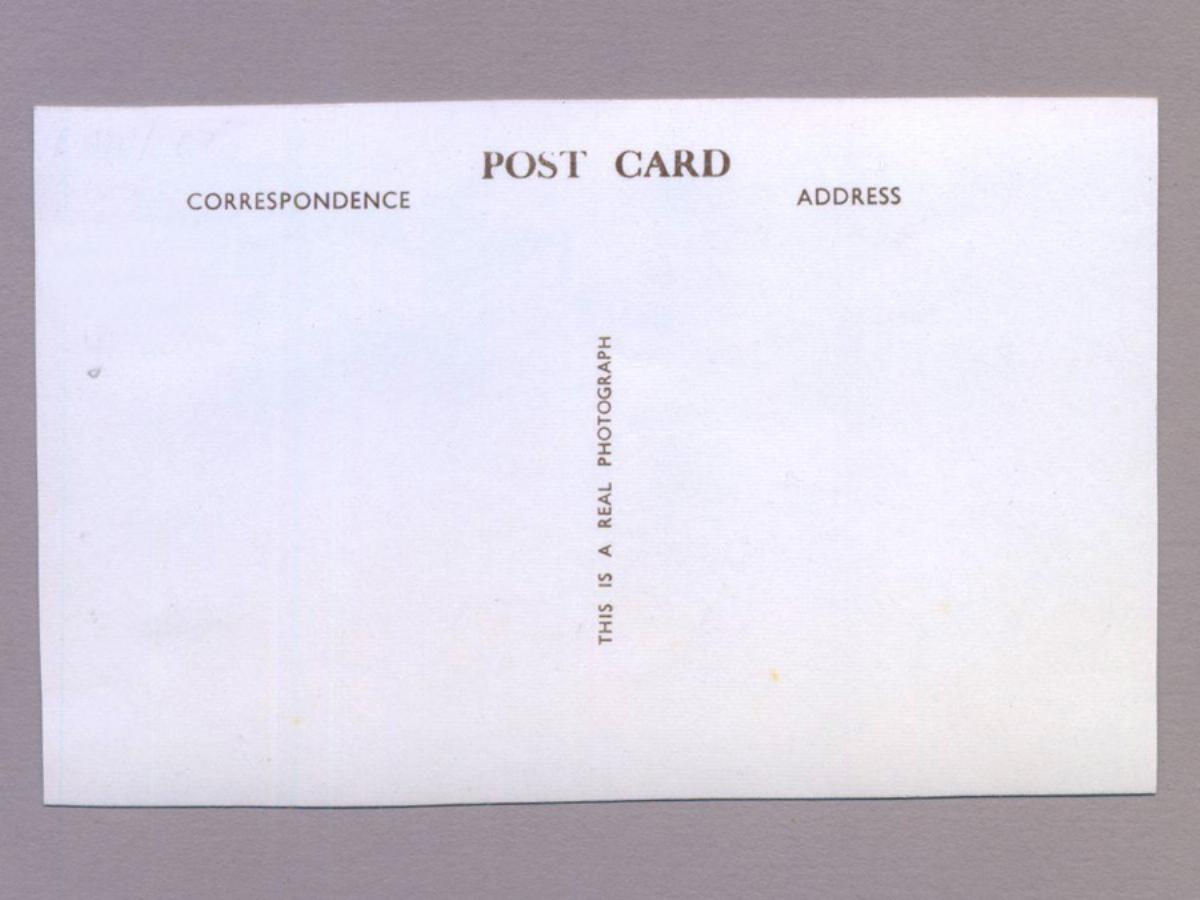 POST CARD
CORRESPONDENCE
ADDRESS
THIS IS A REAL PHOTOGRAPH